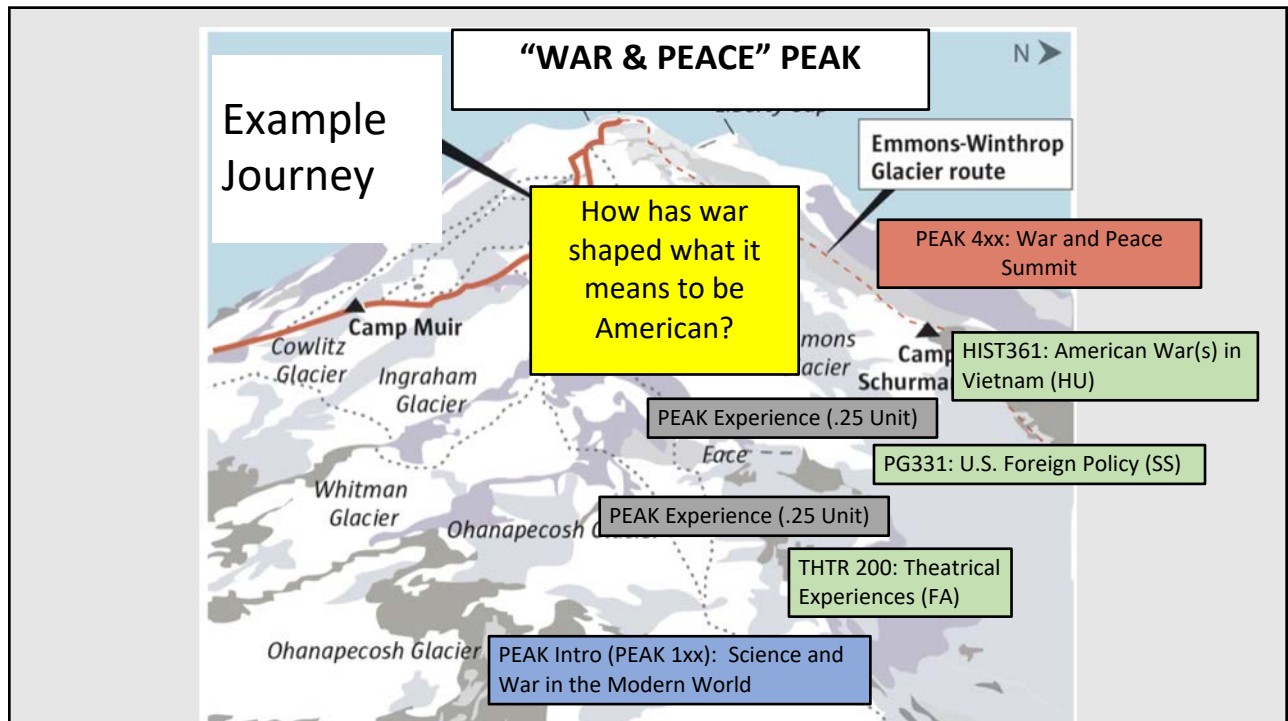 “WAR & PEACE” PEAK
N
Example
Journey
Emmons-Winthrop
Glacier route
How has war
shaped what it
means to be
American?
PEAK 4xx: War and Peace
Summit
Camp Muir
Cowlitz
Glacier
Ingraham
Glacier
HIST361: American War(s) in
Vietnam (HU)
PEAK Experience (.25 Unit)
PG331: U.S. Foreign Policy (SS)
Whitman
Glacier
PEAK Experience (.25 Unit)
Ohanapecosh
THTR 200: Theatrical
Experiences (FA)
Ohanapecosh Glacier
PEAK Intro (PEAK 1xx):  Science and
War in the Modern World